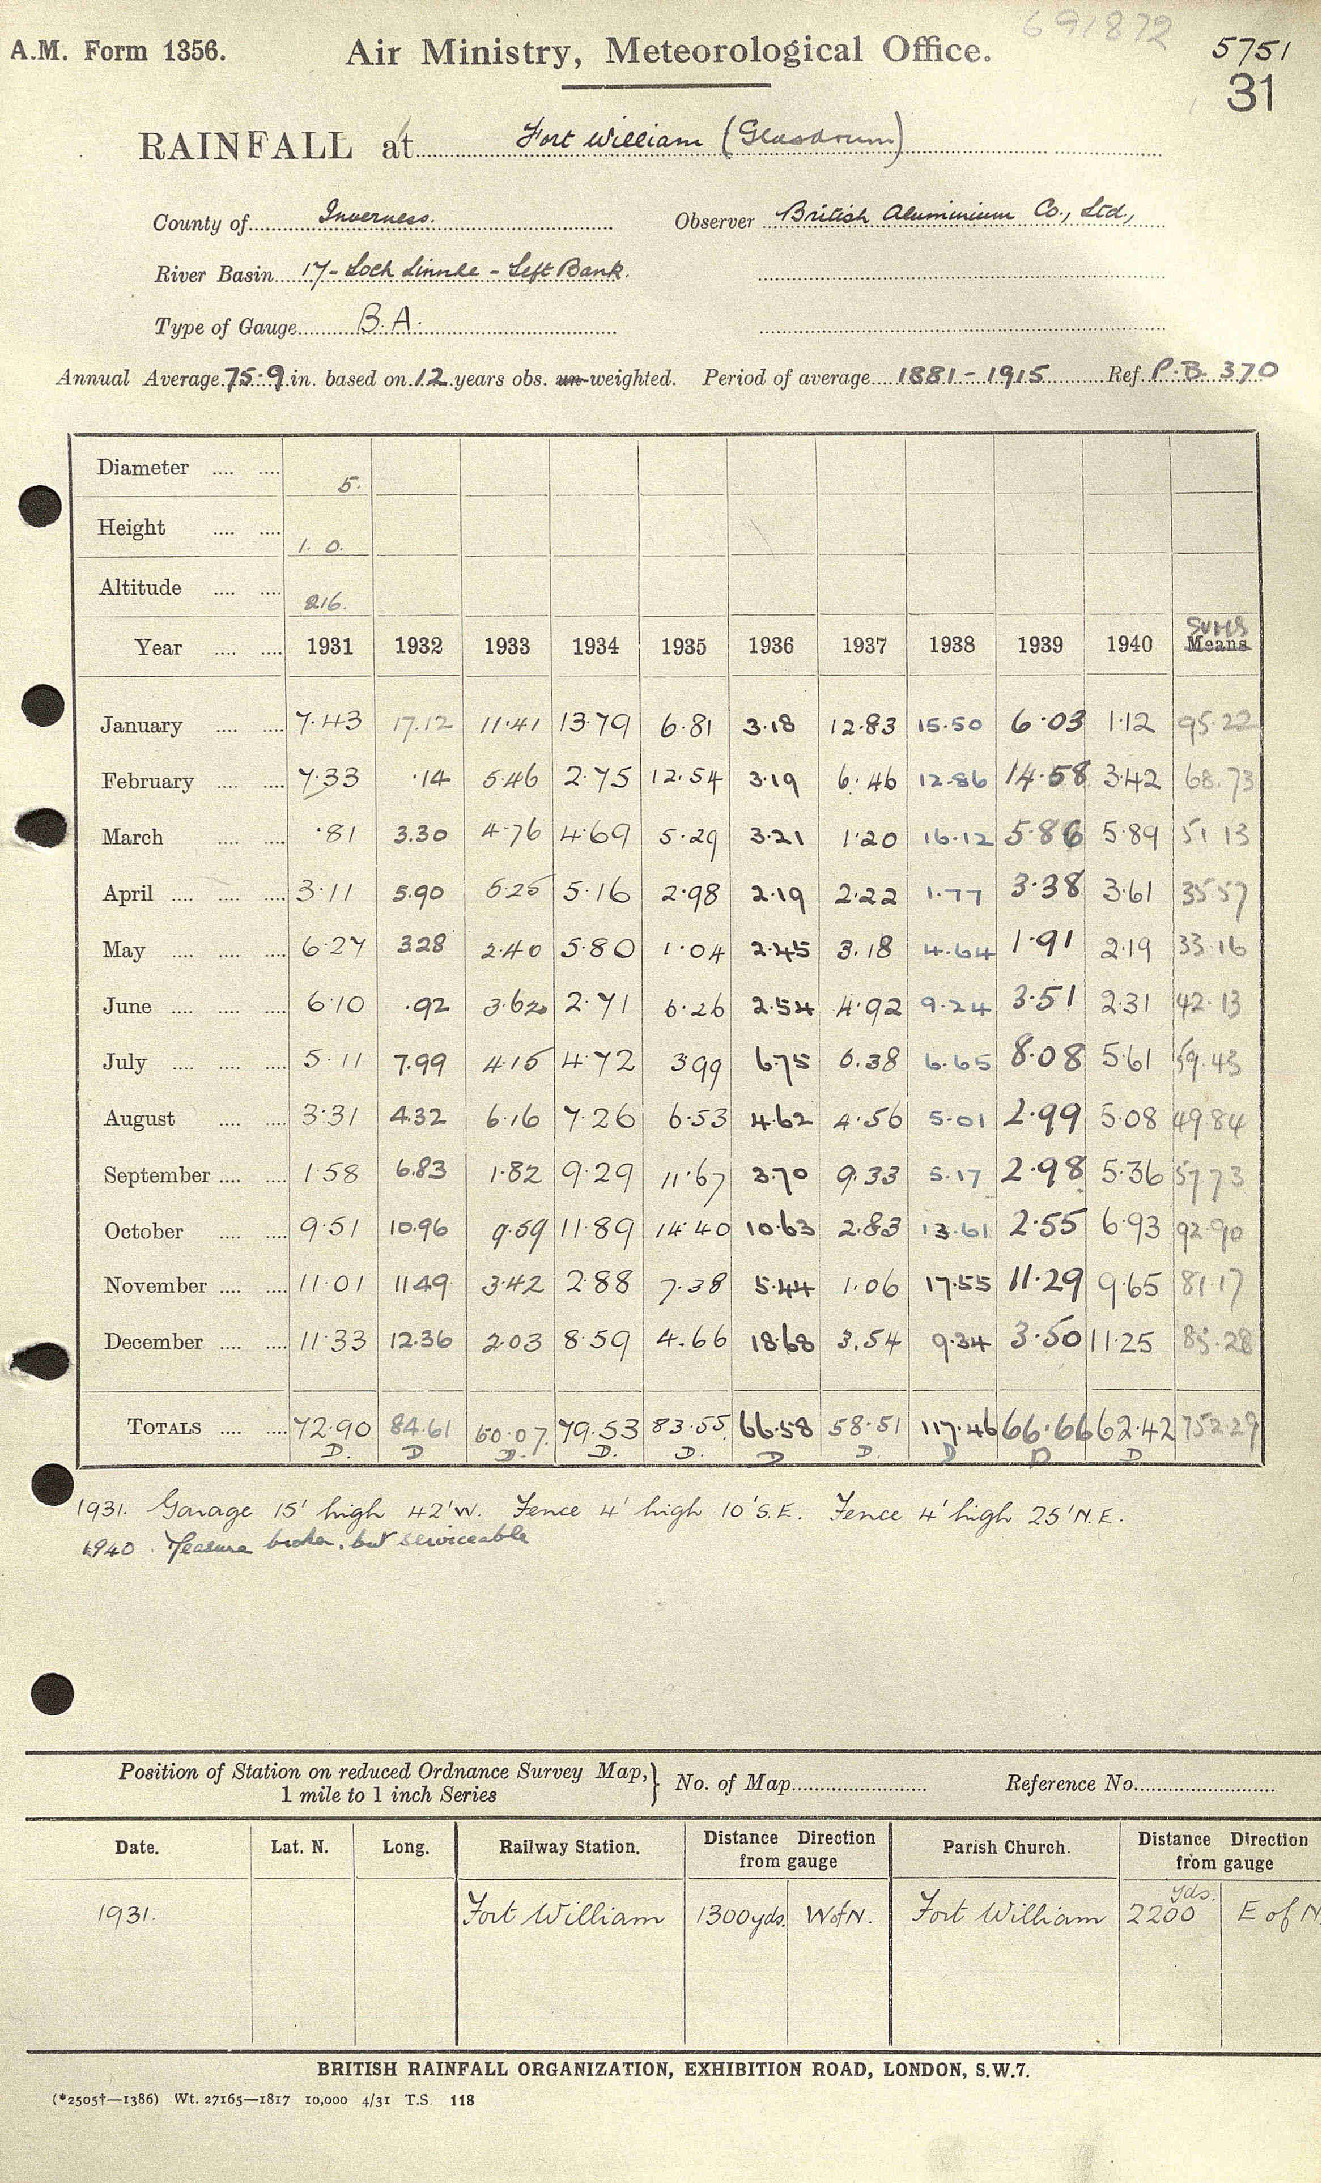 691872
A.M. Form 1356. Air Ministry, Meteorological Office. 5751
31
RAINFALL at Fort William (Glasdrum)
County of Inverness. Observer British Aluminium Co., Ltd,
River Basin 17 - Loch Linnhe - Left Bank.
Type of Gauge B.A.
Annual Average 75.9 in. based on 12 years obs. un-weighted. Period of average 1881-1915 Ref. P.B. 370
Diameter 5.
Height 1. 0.
Altitude 216.
Year 1931 1932 1933 1934 1935 1936 1937 1938 1939 1940 SUMS Means
January 7.43 17.12 11.41 13.79 6.81 3.18 12.83 15.50 6.03 1.12 95.22
February 7.33 .14 5.46 2.75 12.54 3.19 6.46 12.86 14.58 3.42 68.73
March .81 3.30 4.76 4.69 5.29 3.21 1.20 16.12 5.86 5.89 51.13
April 3.11 5.90 5.25 5.16 2.98 2.19 2.22 1.77 3.38 3.61 35.57
May 6.27 3.28 2.40 5.80 1.04 2.45 3.18 4.64 1.91 2.19 33.16
June 6.10 .92 3.62 2.71 6.26 2.54 4.92 9.24 3.51 2.31 42.13
July 5.11 7.99 4.15 4.72 3.99 6.75 6.38 6.65 8.08 5.61 59.43
August 3.31 4.32 6.16 7.26 6.53 4.62 4.56 5.01 2.99 5.08 49.84
September 1.58 6.83 1.82 9.29 11.67 3.70 9.33 5.17 2.98 5.36 57.73
October 9.51 10.96 9.59 11.89 14.40 10.63 2.83 13.61 2.55 6.93 92.90
November 11.01 11.49 3.42 2.88 7.38 5.44 1.06 17.55 11.29 9.65 81.17
December 11.33 12.36 2.03 8.59 4.66 18.68 3.54 9.34 3.50 11.25 85.28
TOTALS 72.90 84.61 60.07 79.53 83.55 66.58 58.51 117.46 66.66 62.42 752.29
D. D D. D. D. D D. D D D
1931. Garage 15' high 42'W. Fence 4' high 10'S.E. Fence 4' high 25'N.E.
1940. Measure broken, but serviceable
Position of Station on reduced Ordnance Survey Map,} No. of Map Reference No.
1 mile to 1 inch Series
Date. Lat. N. Long. Railway Station. Distance Direction from gauge Parish Church. Distance Direction from gauge
1931. Fort William 1300yds. W of N. Fort William 2200 yds. E of N.
BRITISH RAINFALL ORGANIZATION, EXHIBITION ROAD, LONDON, S.W.7.
(*2505†—1386) Wt. 27165—1817 10,000 4/31 T.S. 118